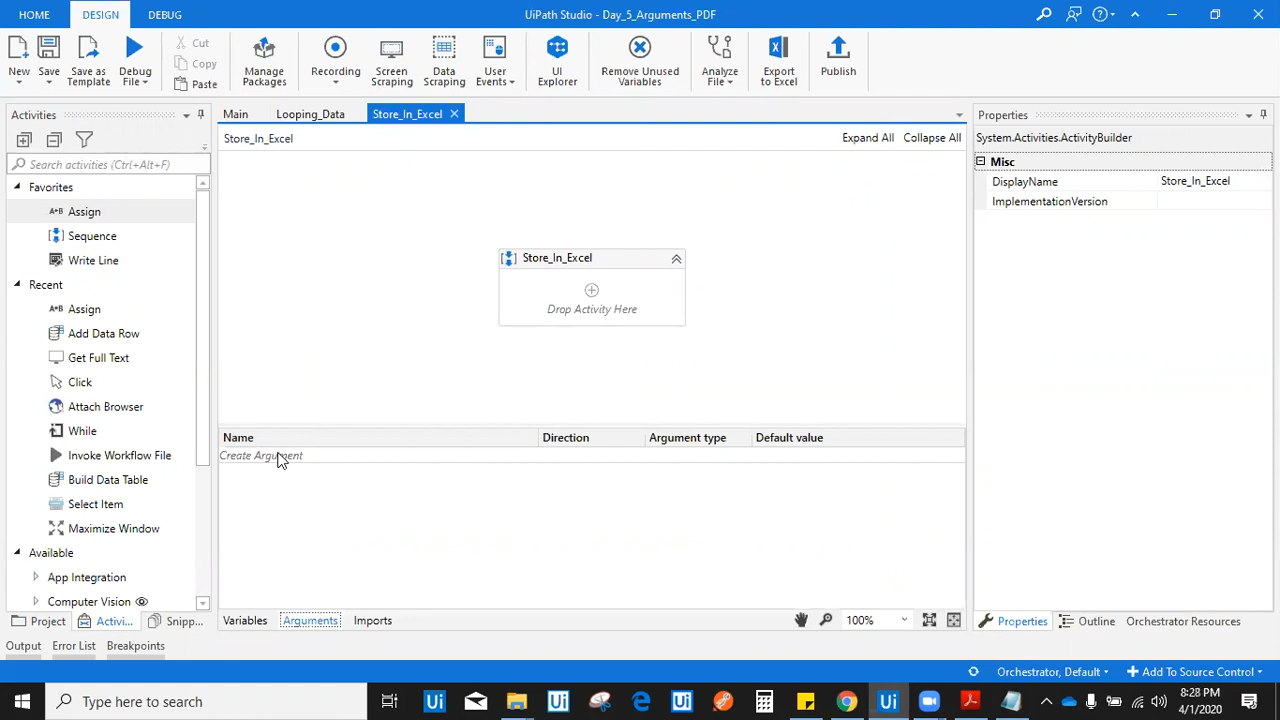 HOME
DESIGN
DEBUG
UiPath Studio - Day_5_Arguments_PDF
New
Save
Save as Template
Debug File
Cut
Copy
Paste
Manage Packages
Recording
Screen Scraping
Data Scraping
User Events
UI Explorer
Remove Unused Variables
Analyze File
Export to Excel
Publish
Activities
Search activities (Ctrl+Alt+F)
Favorites
A+B Assign
Sequence
Write Line
Recent
A+B Assign
Add Data Row
Get Full Text
Click
Attach Browser
While
Invoke Workflow File
Build Data Table
Select Item
Maximize Window
Available
App Integration
Computer Vision
Project
Activi...
Snipp...
Main
Looping_Data
Store_In_Excel
Store_In_Excel
Expand All
Collapse All
Store_In_Excel
Drop Activity Here
Name
Direction
Argument type
Default value
Create Argument
Variables
Arguments
Imports
100%
Properties
System.Activities.ActivityBuilder
Misc
DisplayName
Store_In_Excel
ImplementationVersion
Properties
Outline
Orchestrator Resources
Output
Error List
Breakpoints
Orchestrator, Default
Add To Source Control
Type here to search
Ui
Ui
Ui
Ui
8:28 PM
4/1/2020